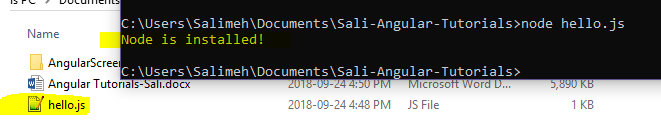 is PC > Documents
C:\Users\Salimeh\Documents\Sali-Angular-Tutorials>node hello.js
Node is installed!
C:\Users\Salimeh\Documents\Sali-Angular-Tutorials>
AngularScreen
Angular Tutorials-Sali.docx 2018-09-24 4:50 PM Microsoft Word D... 5,890 KB
hello.js 2018-09-24 4:48 PM JS File 1 KB